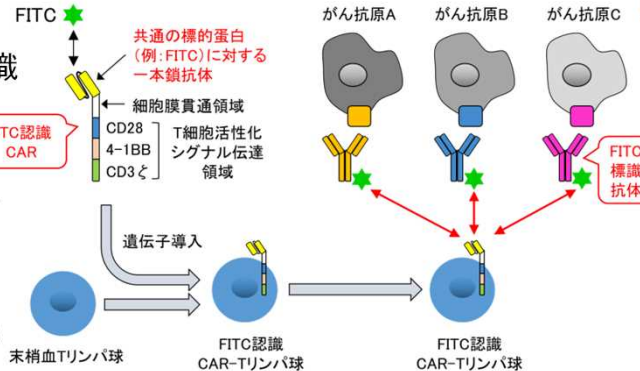 FITC
識
共通の標的蛋白
(例:FITC)に対する
一本鎖抗体
細胞膜貫通領域
CD28
4-1BB
CD3ζ
T細胞活性化
シグナル伝達
領域
TC認識
CAR
がん抗原A
がん抗原B
がん抗原C
FITC
標識
抗体
遺伝子導入
末梢血Tリンパ球
FITC認識
CAR-Tリンパ球
FITC認識
CAR-Tリンパ球